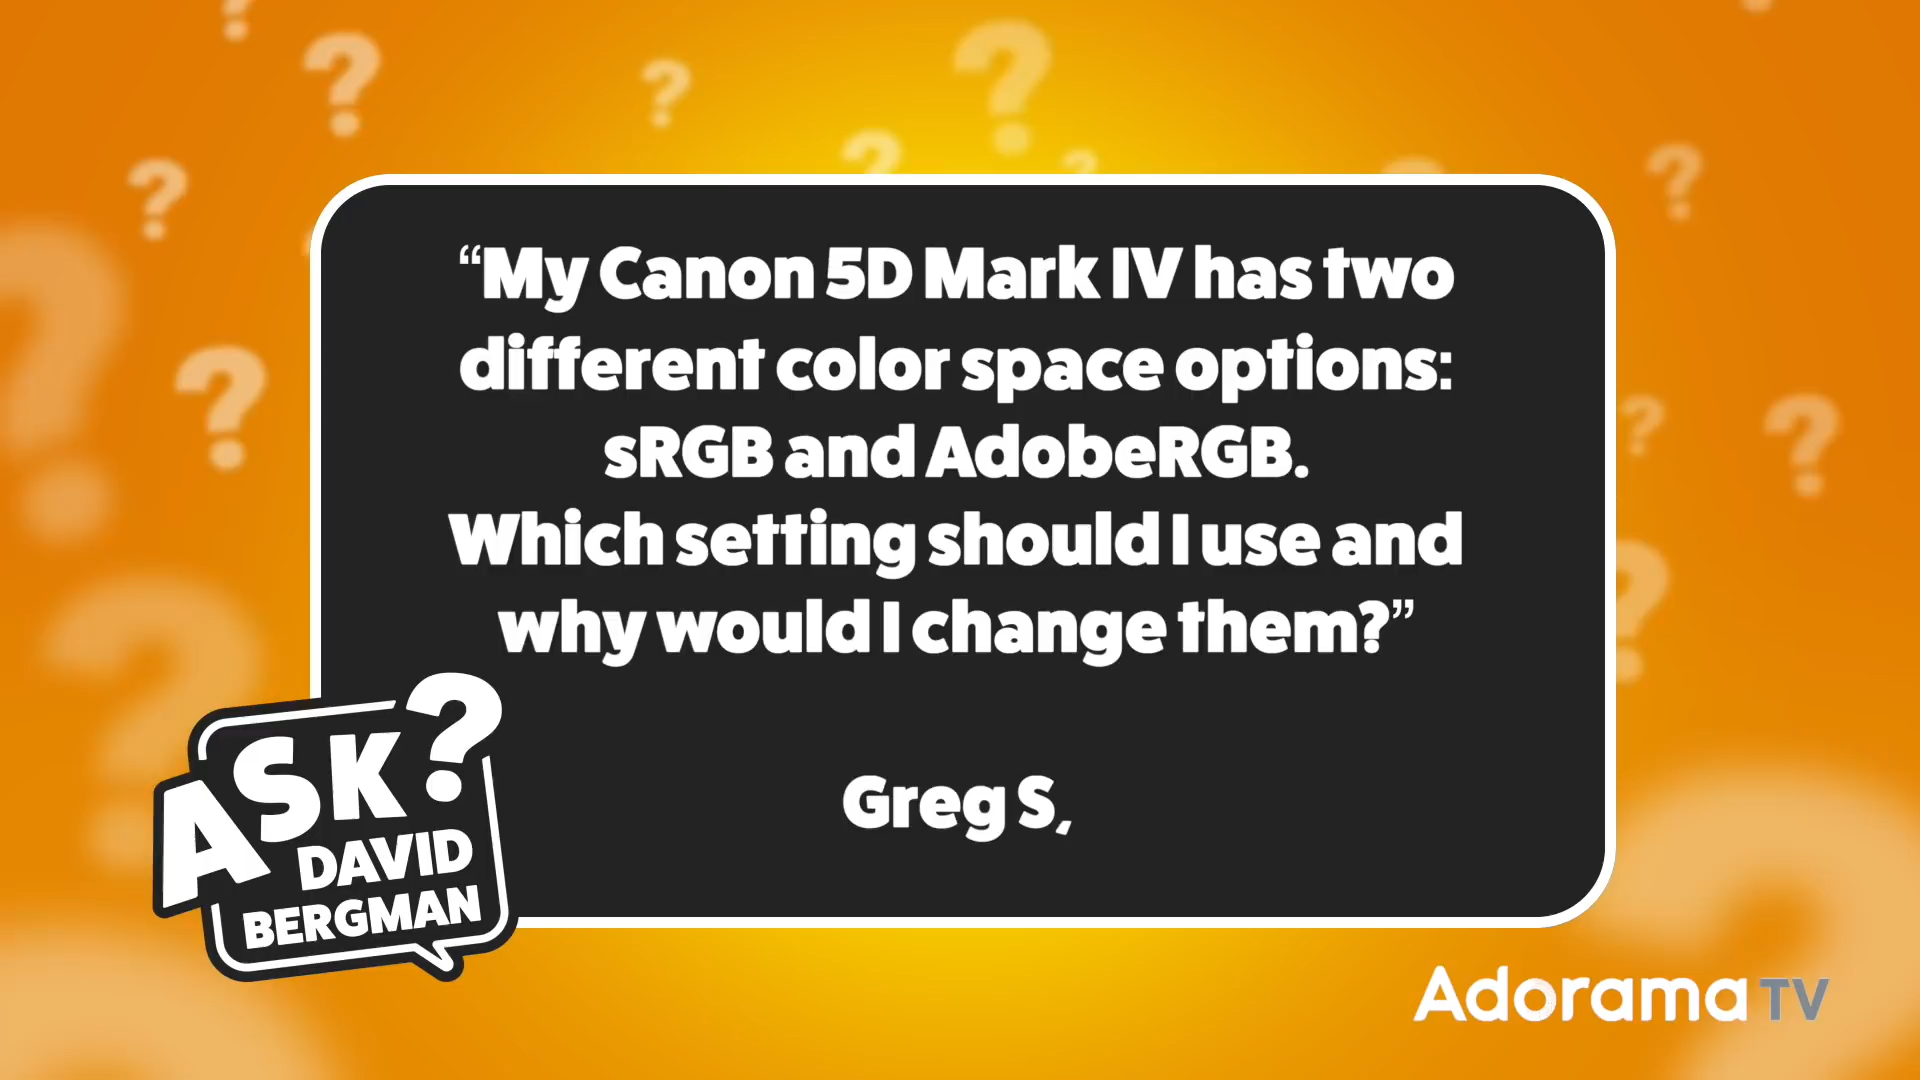 “My Canon 5D Mark IV has two
different color space options:
sRGB and AdobeRGB.
Which setting should I use and
why would I change them?”
Greg S,
ASK?
DAVID
BERGMAN
Adorama TV